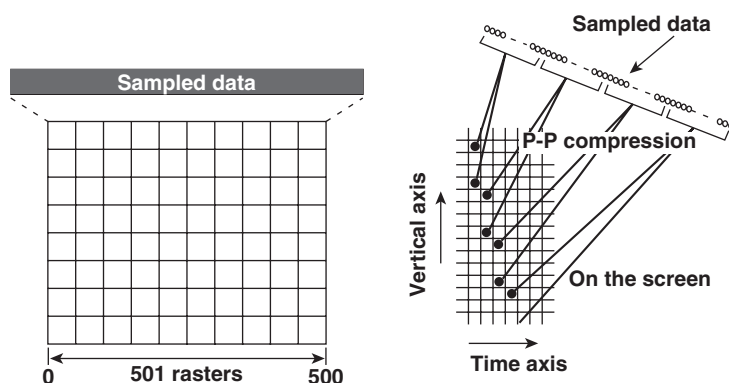 Sampled data
0
501 rasters
500
Sampled data
P-P compression
Vertical axis
On the screen
Time axis